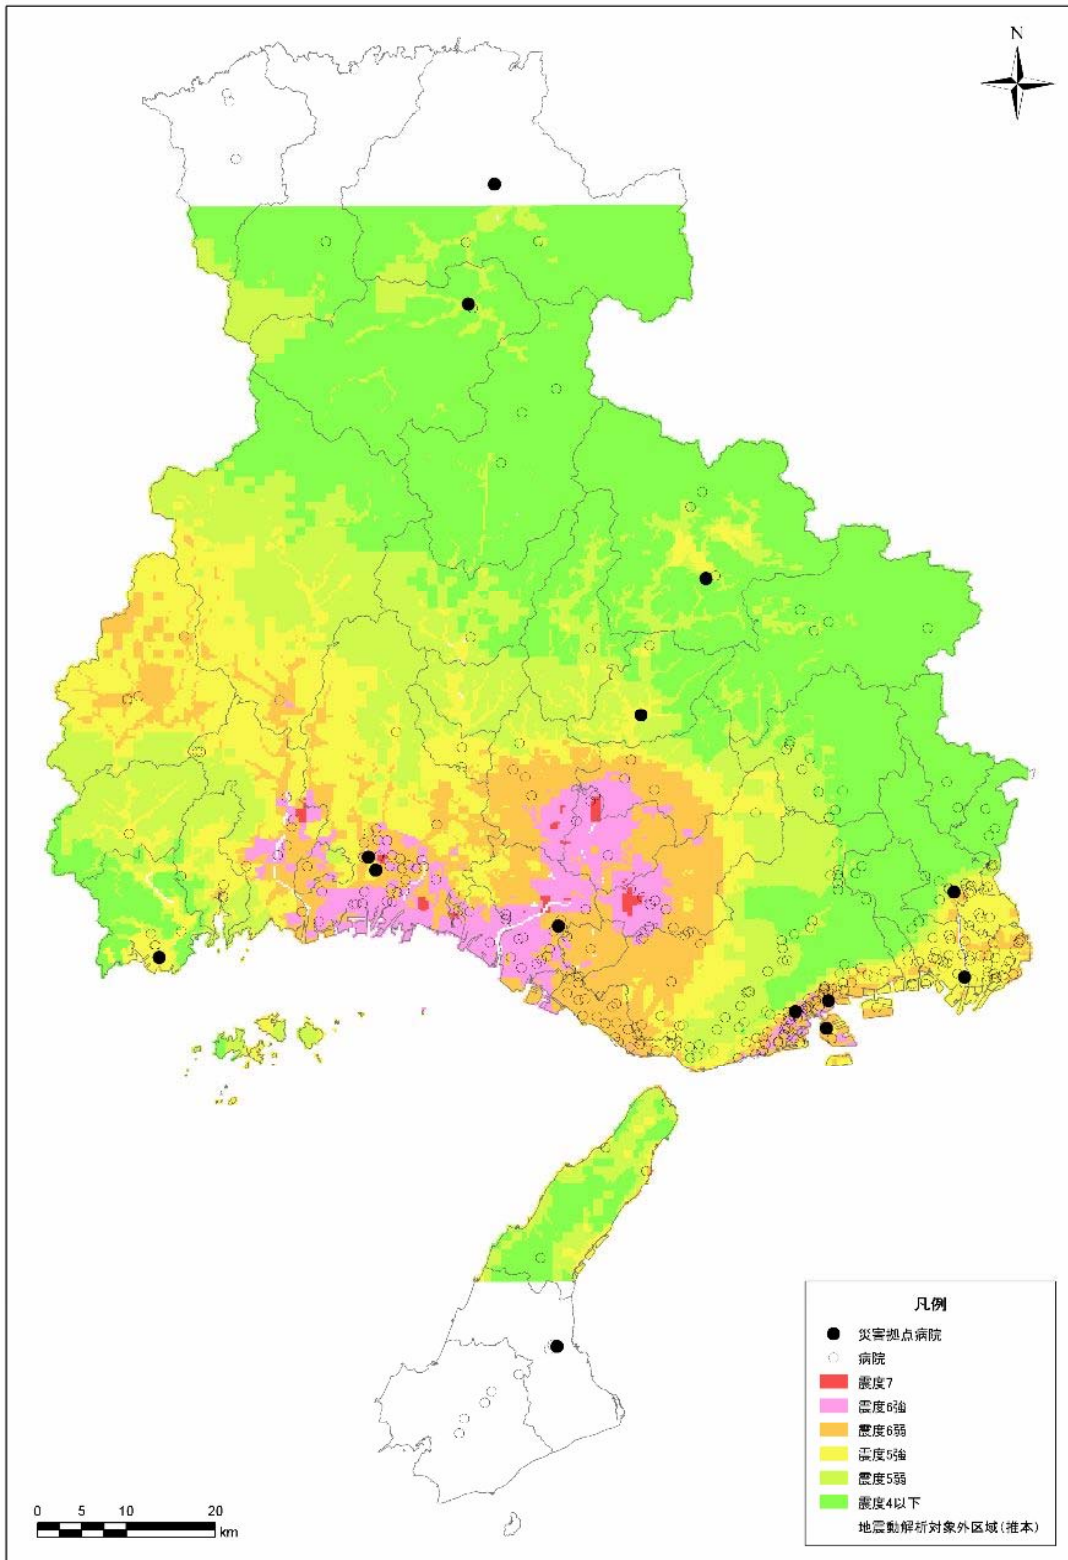 N
凡例
災害拠点病院
病院
震度7
震度6強
震度6弱
震度5強
震度5弱
震度4以下
地震動解析対象外区域(推本)
0 5 10 20
km